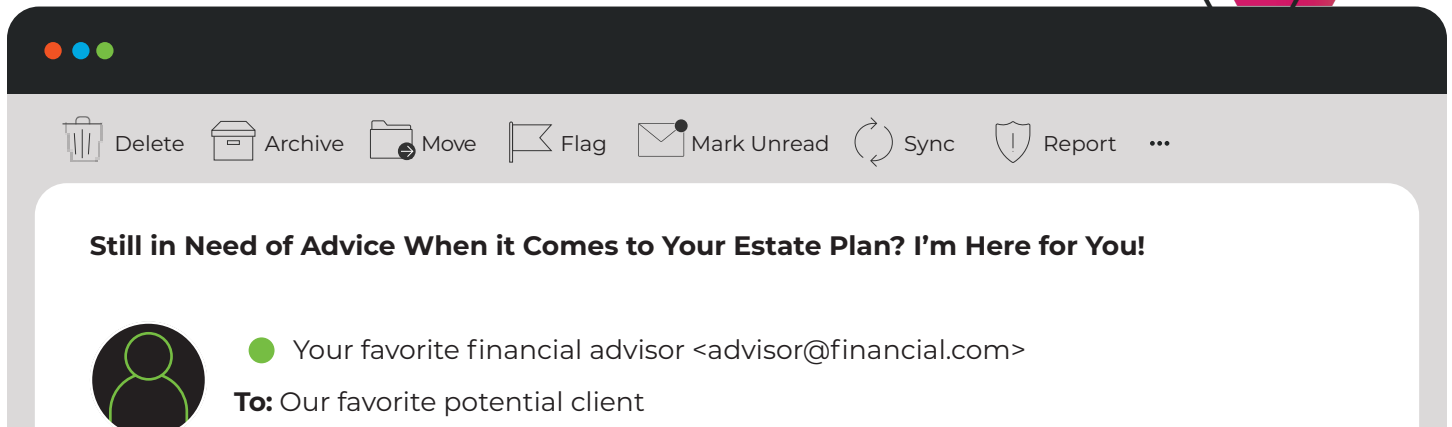 Delete Archive Move Flag Mark Unread Sync Report •••
Still in Need of Advice When it Comes to Your Estate Plan? I’m Here for You!
Your favorite financial advisor <advisor@financial.com>
To: Our favorite potential client